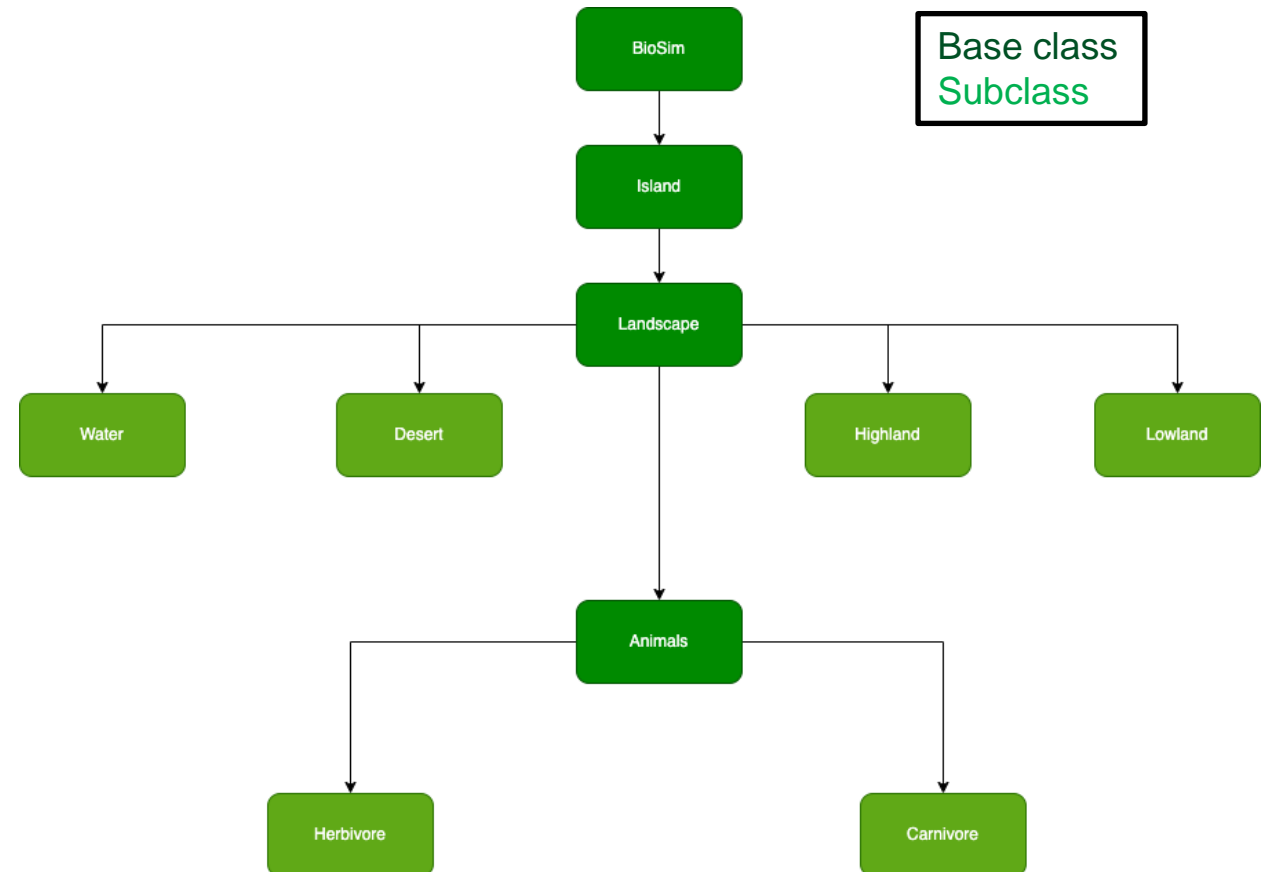 BioSim
Base class
Subclass
Island
Landscape
Water
Desert
Highland
Lowland
Animals
Herbivore
Carnivore